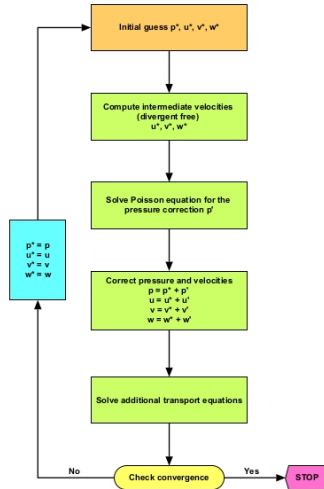 Initial guess p*, u*, v*, w*
Compute intermediate velocities
(divergent free)
u*, v*, w*
Solve Poisson equation for the
pressure correction p'
p* = p
u* = u
v* = v
w* = w
Correct pressure and velocities
p = p* + p'
u = u* + u'
v = v* + v'
w = w* + w'
Solve additional transport equations
No
Check convergence
Yes
STOP